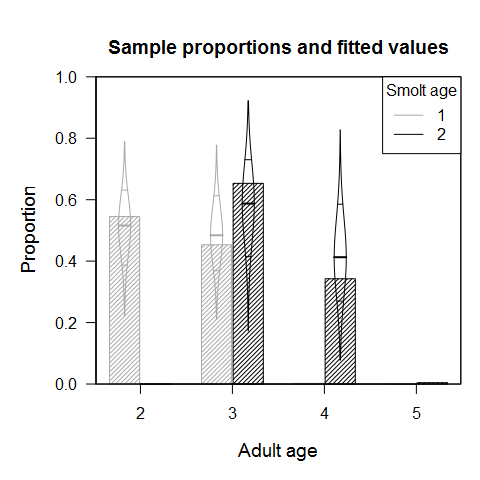 Sample proportions and fitted values
Smolt age
1
2
1.0
0.8
0.6
0.4
0.2
0.0
Proportion
2 3 4 5
Adult age